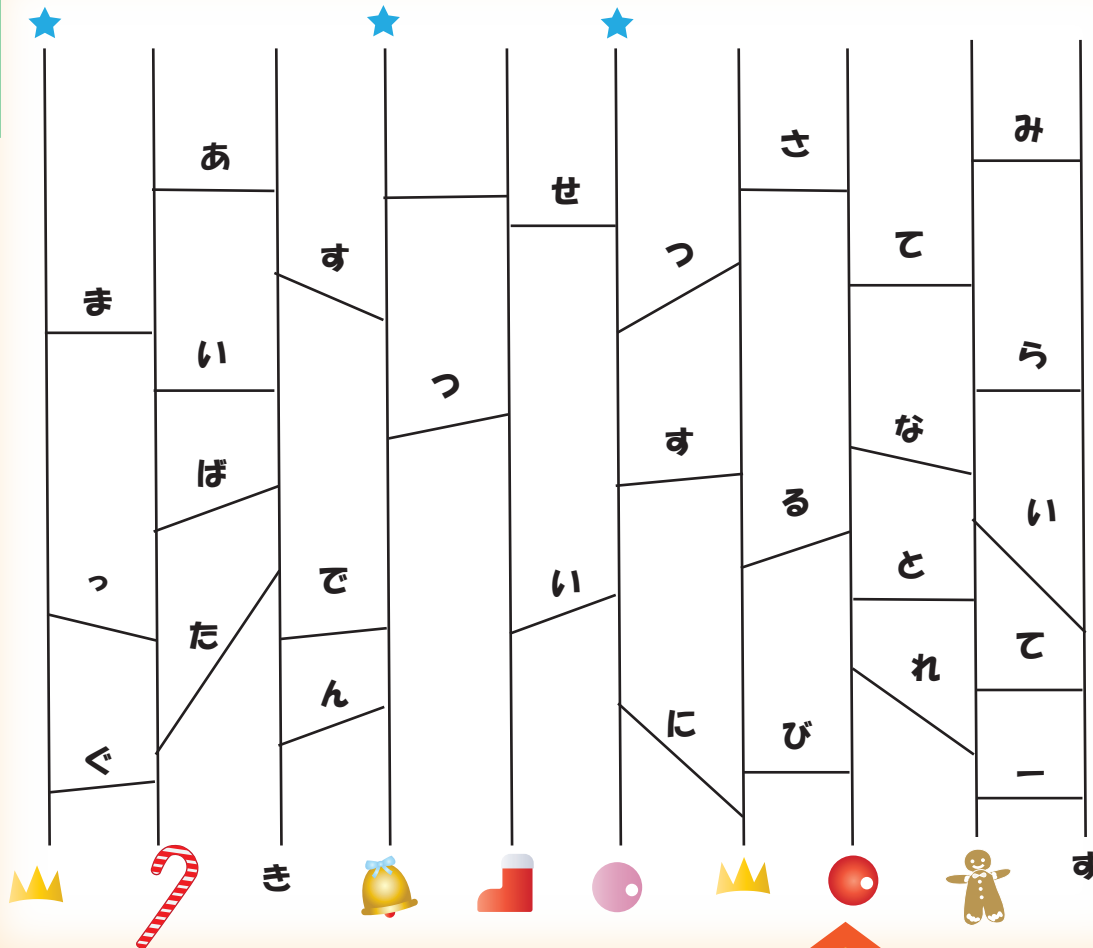 み
さ
あ
せ
て
つ
す
ま
い
ら
つ
な
す
ば
る
い
と
っ
で
い
た
て
れ
ん
に
び
ぐ
ー
き
す